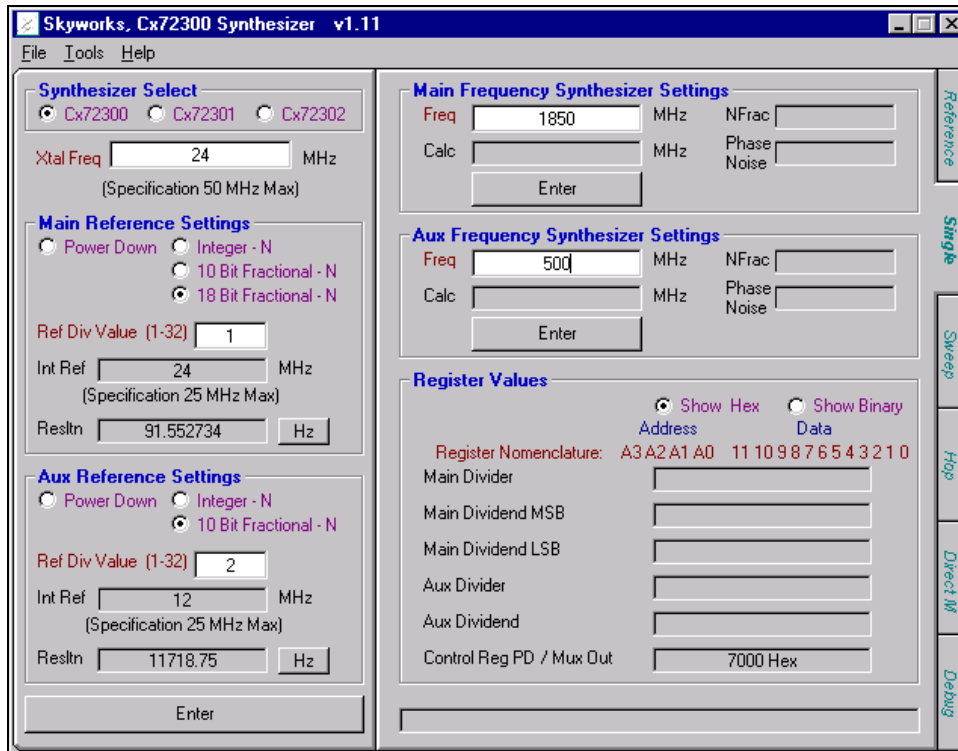 Skyworks, Cx72300 Synthesizer v1.11
File Tools Help
Synthesizer Select
Cx72300 Cx72301 Cx72302
Xtal Freq 24 MHz
(Specification 50 MHz Max)
Main Reference Settings
Power Down Integer - N
10 Bit Fractional - N
18 Bit Fractional - N
Ref Div Value (1-32) 1
Int Ref 24 MHz
(Specification 25 MHz Max)
Resltn 91.552734 Hz
Aux Reference Settings
Power Down Integer - N
10 Bit Fractional - N
Ref Div Value (1-32) 2
Int Ref 12 MHz
(Specification 25 MHz Max)
Resltn 11718.75 Hz
Enter
Main Frequency Synthesizer Settings
Freq 1850 MHz NFrac
Calc MHz Phase Noise
Enter
Aux Frequency Synthesizer Settings
Freq 500 MHz NFrac
Calc MHz Phase Noise
Enter
Register Values
Show Hex Show Binary
Address Data
Register Nomenclature: A3 A2 A1 A0 11 10 9 8 7 6 5 4 3 2 1 0
Main Divider
Main Dividend MSB
Main Dividend LSB
Aux Divider
Aux Dividend
Control Reg PD / Mux Out 7000 Hex
Reference
Single
Sweep
Hop
Direct M
Debug